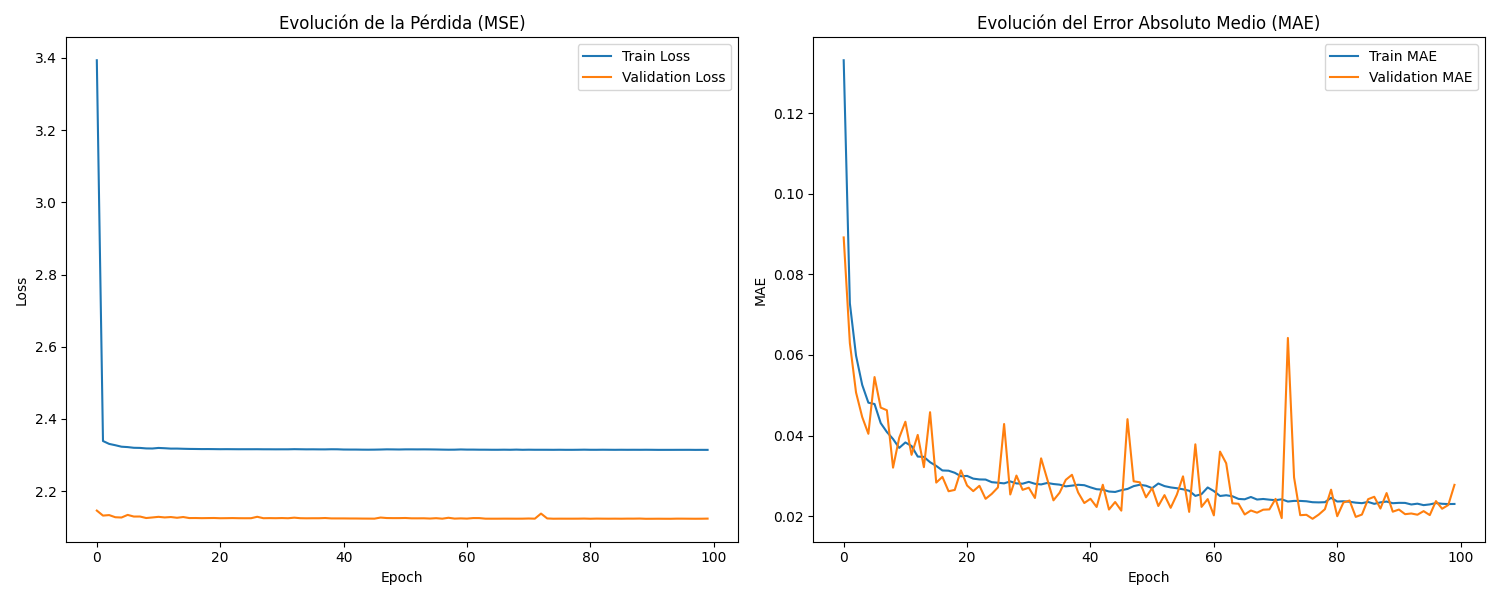 Evolución de la Pérdida (MSE)
Train Loss
Validation Loss
3.4
3.2
3.0
2.8
2.6
2.4
2.2
Loss
0
20
40
60
80
100
Epoch
Evolución del Error Absoluto Medio (MAE)
Train MAE
Validation MAE
0.12
0.10
0.08
0.06
0.04
0.02
MAE
0
20
40
60
80
100
Epoch